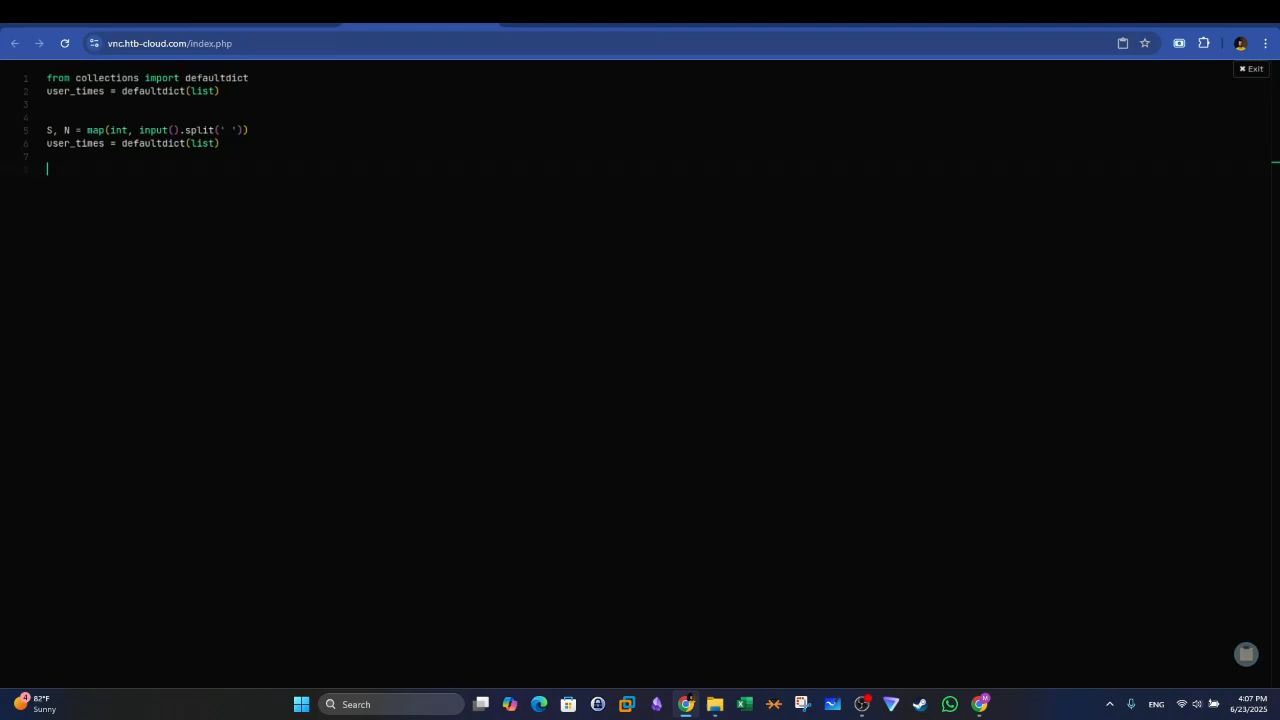 vnc.htb-cloud.com/index.php
✖ Exit
1 from collections import defaultdict
2 user_times = defaultdict(list)
3
4
5 S, N = map(int, input().split(' '))
6 user_times = defaultdict(list)
7
8
4
82°F
Sunny
Search
M
ENG
4:07 PM
6/23/2025